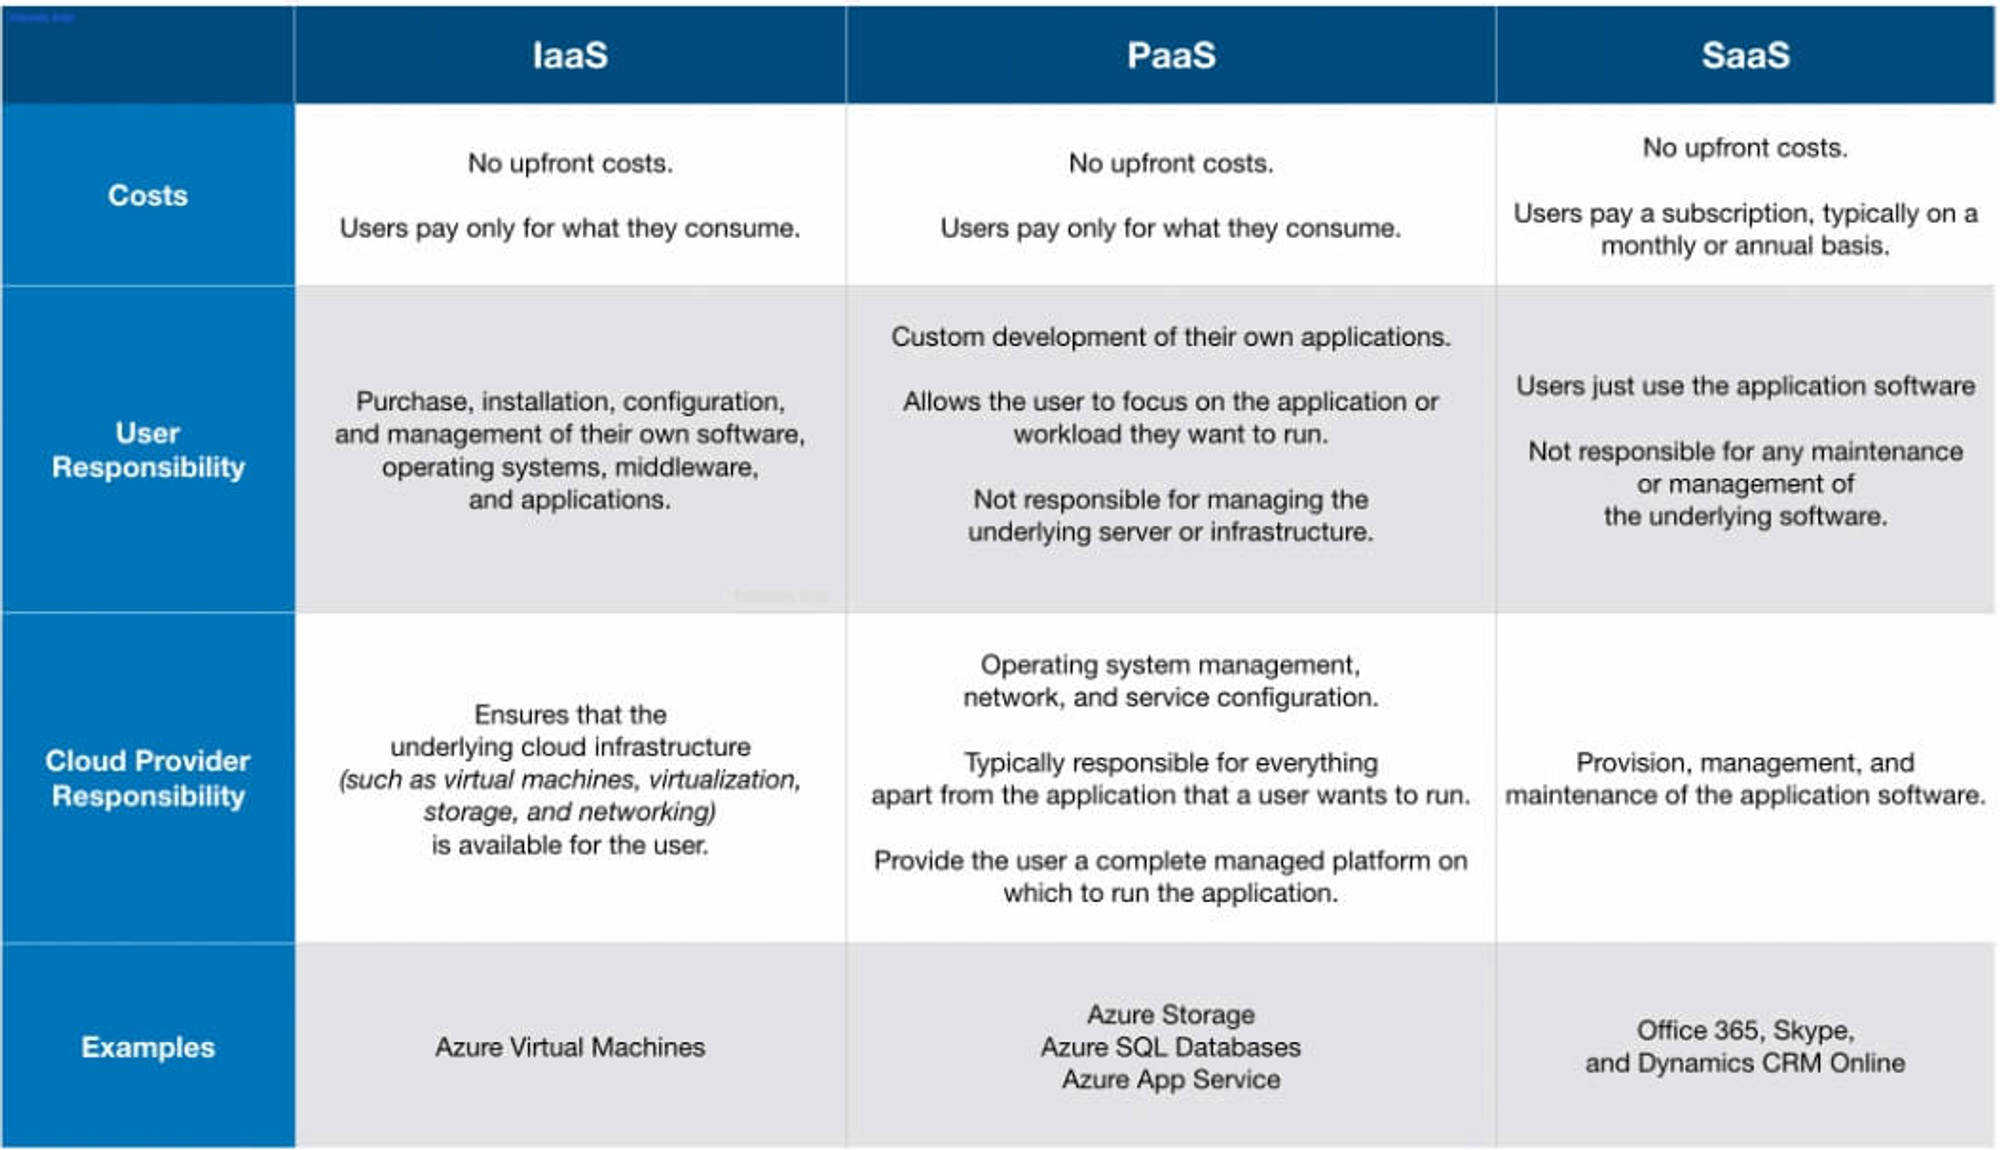 IaaS
PaaS
SaaS
Costs
No upfront costs.
Users pay only for what they consume.
No upfront costs.
Users pay only for what they consume.
No upfront costs.
Users pay a subscription, typically on a
monthly or annual basis.
User
Responsibility
Purchase, installation, configuration,
and management of their own software,
operating systems, middleware,
and applications.
Custom development of their own applications.
Allows the user to focus on the application or
workload they want to run.
Not responsible for managing the
underlying server or infrastructure.
Users just use the application software
Not responsible for any maintenance
or management of
the underlying software.
Cloud Provider
Responsibility
Ensures that the
underlying cloud infrastructure
(such as virtual machines, virtualization,
storage, and networking)
is available for the user.
Operating system management,
network, and service configuration.
Typically responsible for everything
apart from the application that a user wants to run.
Provide the user a complete managed platform on
which to run the application.
Provision, management, and
maintenance of the application software.
Examples
Azure Virtual Machines
Azure Storage
Azure SQL Databases
Azure App Service
Office 365, Skype,
and Dynamics CRM Online